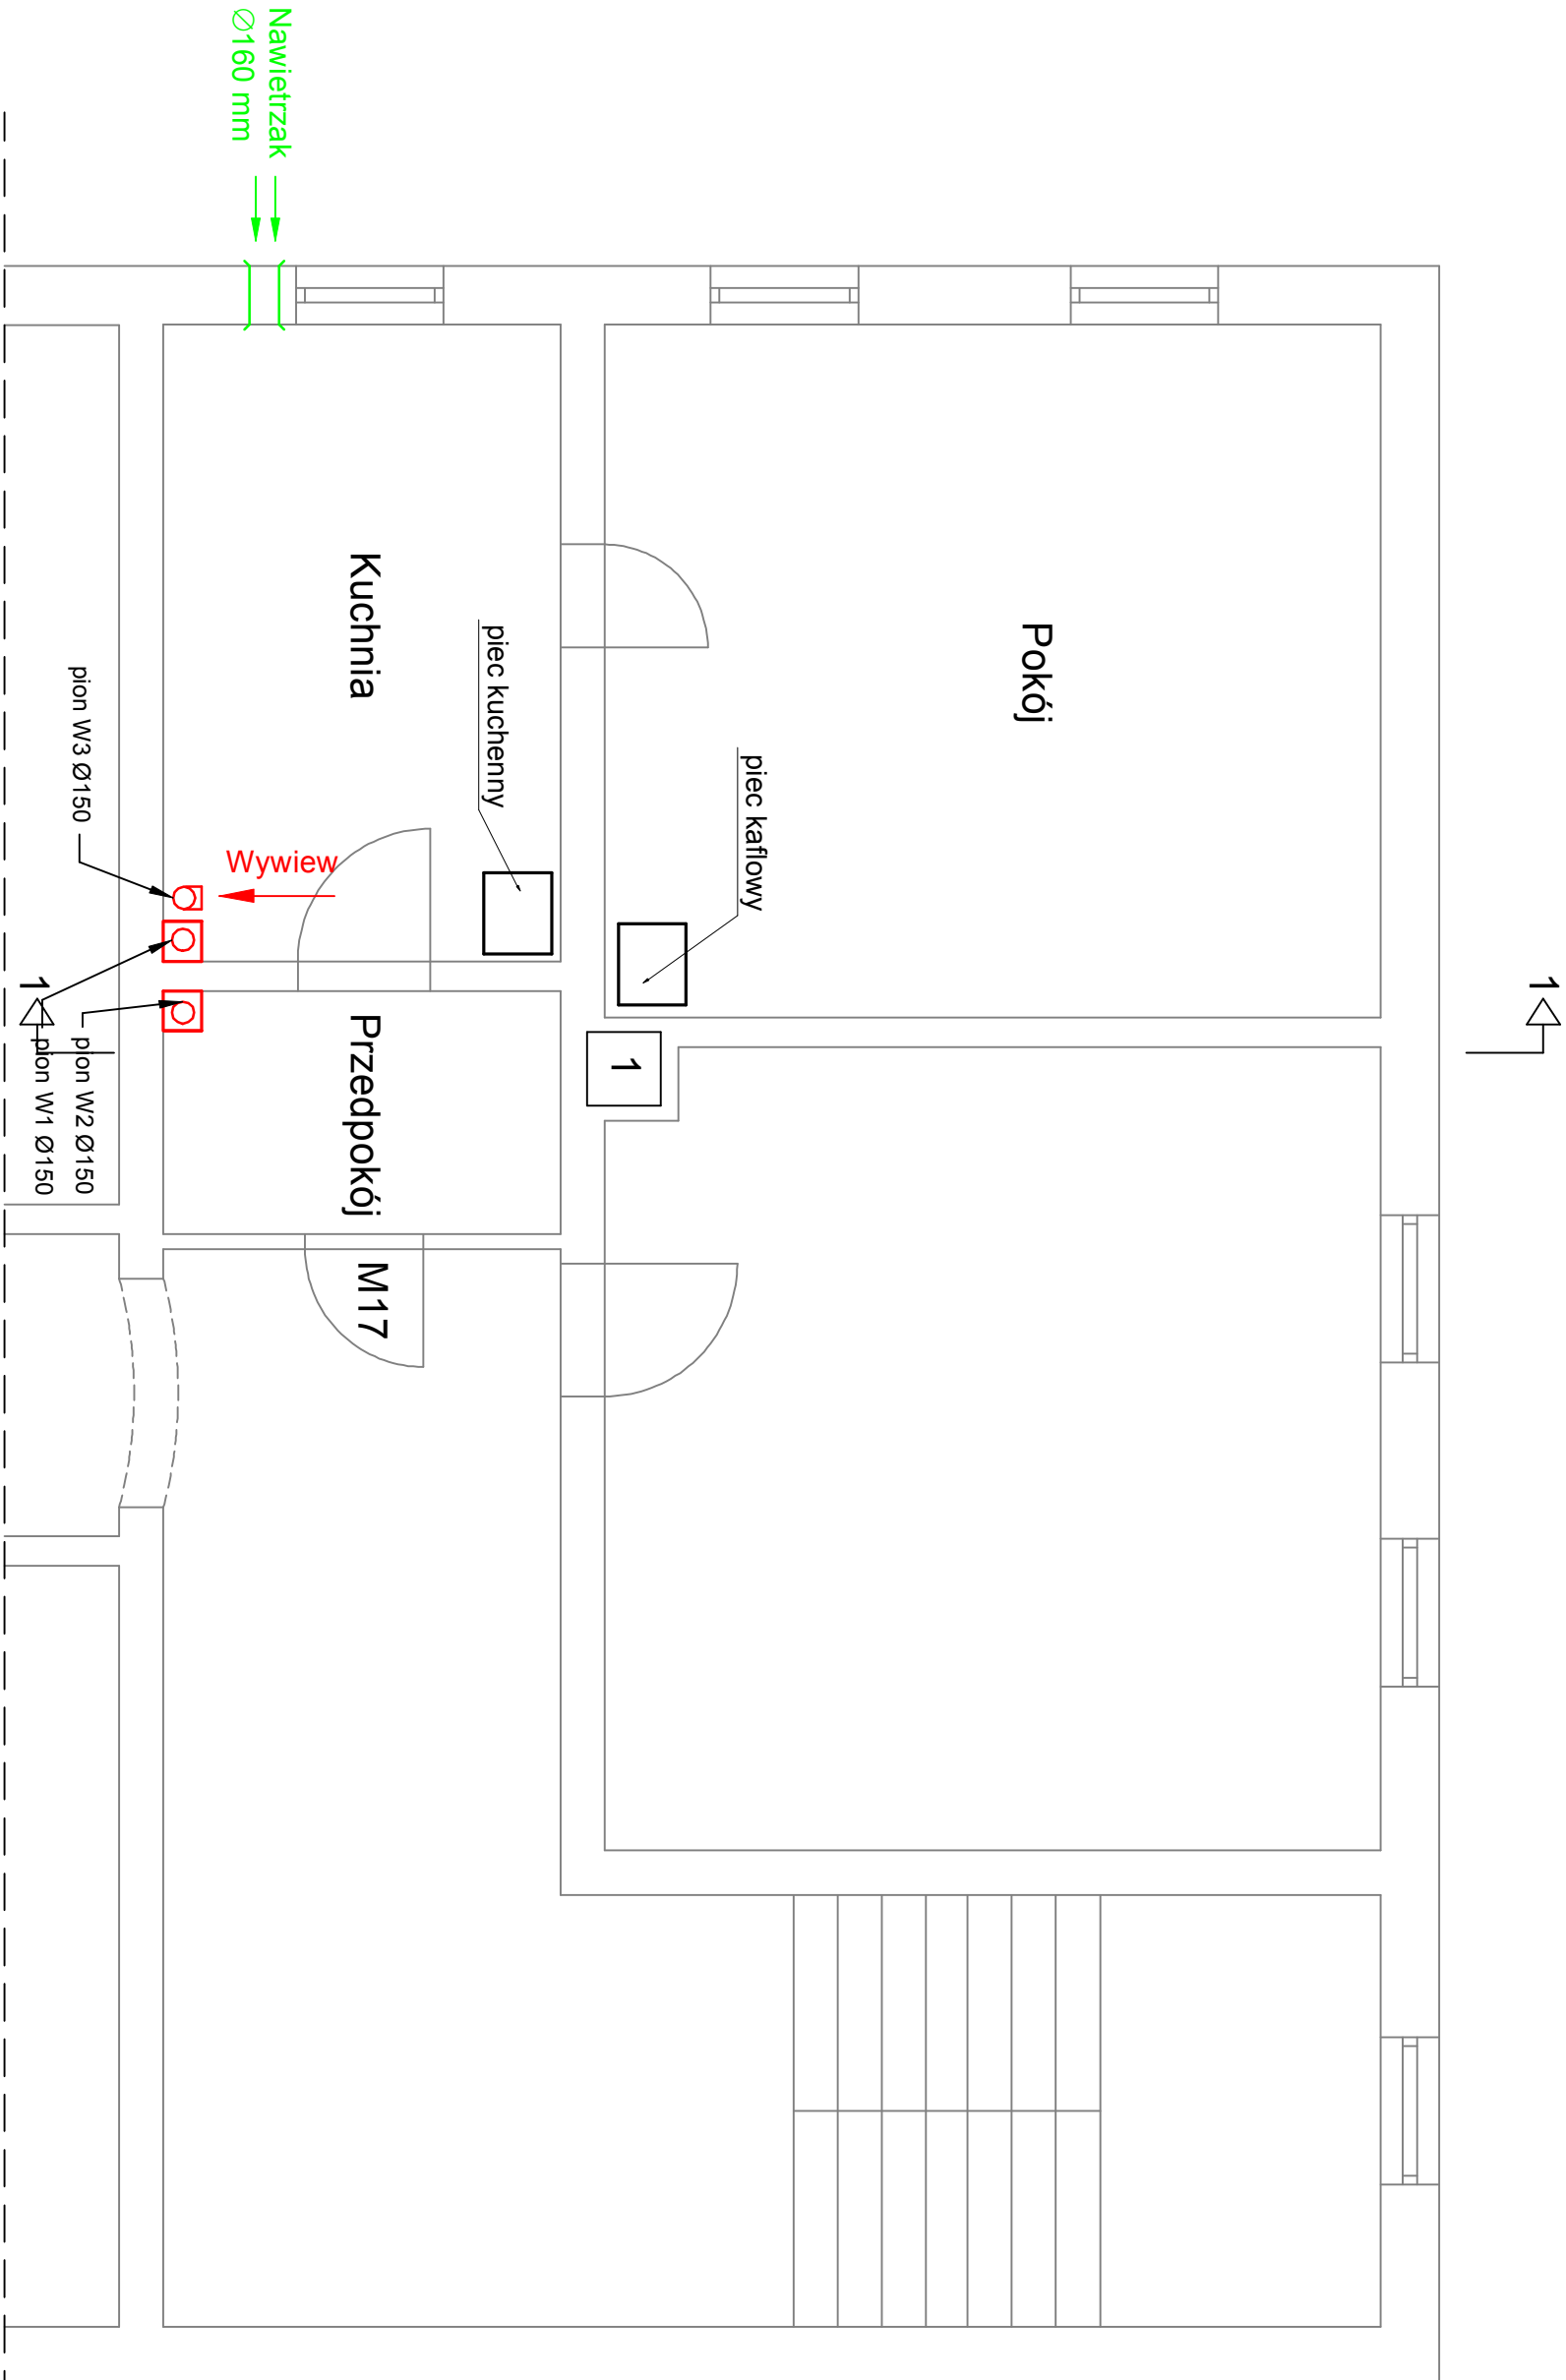 Nawietrzak
∅160 mm
Pokój
Kuchnia
piec kuchenny
piec kaflowy
pion W3 Ø150
Wywiew
1
1
1
Przedpokój
pion W2 Ø150
pion W1 Ø150
M17